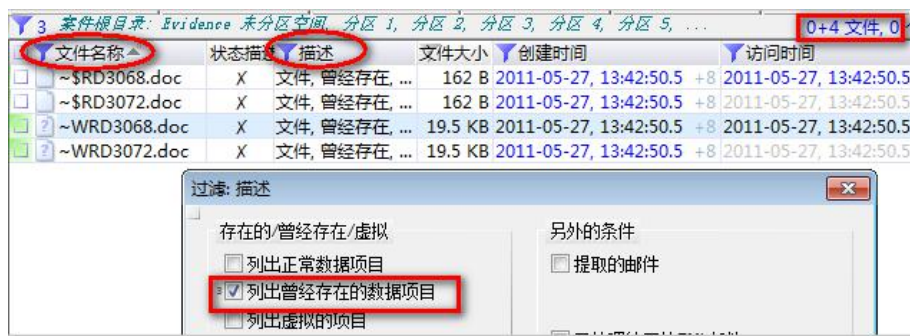 3 案件根目录: Evidence 未分区空间, 分区 1, 分区 2, 分区 3, 分区 4, 分区 5, ... 0+4 文件, 0
文件名称 状态描述 描述 文件大小 创建时间 访问时间
~$RD3068.doc X 文件, 曾经存在, ... 162 B 2011-05-27, 13:42:50.5 +8 2011-05-27, 13:42:50.5
~$RD3072.doc X 文件, 曾经存在, ... 162 B 2011-05-27, 13:42:50.5 +8 2011-05-27, 13:42:50.5
~WRD3068.doc X 文件, 曾经存在, ... 19.5 KB 2011-05-27, 13:42:50.5 +8 2011-05-27, 13:42:50.5
~WRD3072.doc X 文件, 曾经存在, ... 19.5 KB 2011-05-27, 13:42:50.5 +8 2011-05-27, 13:42:50.5
过滤: 描述
存在的/曾经存在/虚拟 另外的条件
列出正常数据项目 提取的邮件
列出曾经存在的数据项目
列出虚拟的项目